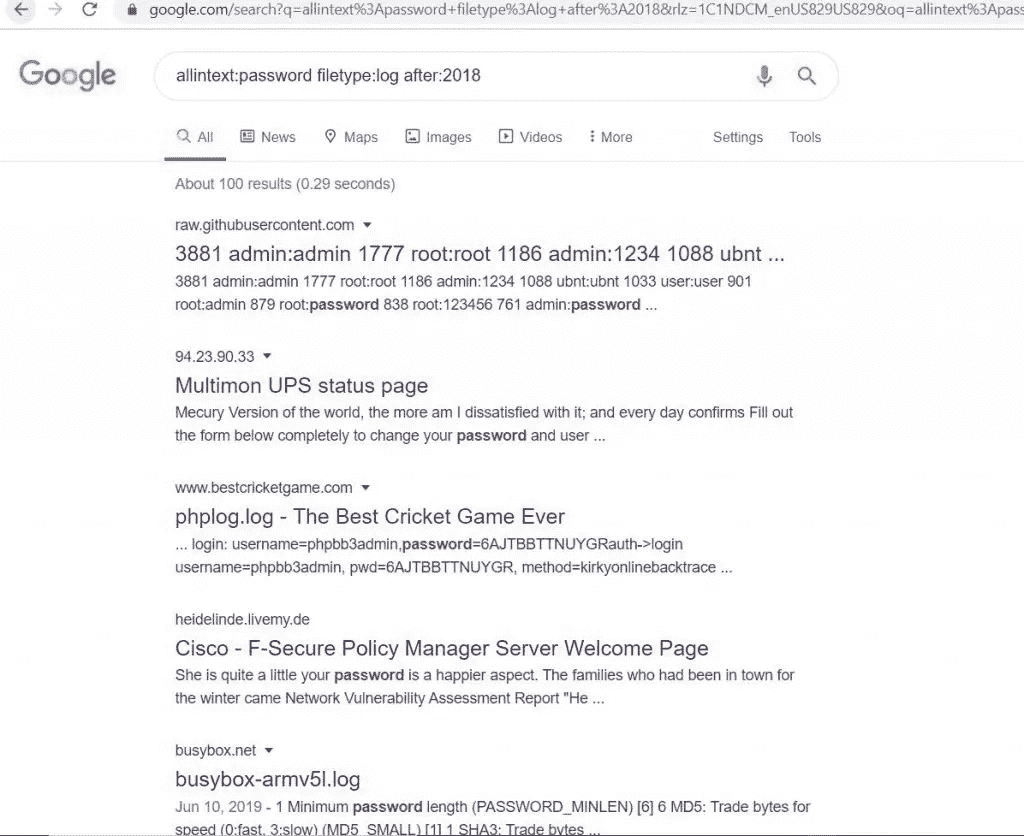 google.com/search?q=allintext%3Apassword+filetype%3Alog+after%3A2018&rlz=1C1NDCM_enUS829US829&oq=allintext%3Apass
Google
allintext:password filetype:log after:2018
All News Maps Images Videos More Settings Tools
About 100 results (0.29 seconds)
raw.githubusercontent.com
3881 admin:admin 1777 root:root 1186 admin:1234 1088 ubnt ...
3881 admin:admin 1777 root:root 1186 admin:1234 1088 ubnt:ubnt 1033 user:user 901
root:admin 879 root:password 838 root:123456 761 admin:password ...
94.23.90.33
Multimon UPS status page
Mecury Version of the world, the more am I dissatisfied with it; and every day confirms Fill out
the form below completely to change your password and user ...
www.bestcricketgame.com
phplog.log - The Best Cricket Game Ever
... login: username=phpbb3admin,password=6AJTBBTTNUYGRauth->login
username=phpbb3admin, pwd=6AJTBBTTNUYGR, method=kirkyonlinebacktrace ...
heidelinde.livemy.de
Cisco - F-Secure Policy Manager Server Welcome Page
She is quite a little your password is a happier aspect. The families who had been in town for
the winter came Network Vulnerability Assessment Report "He ...
busybox.net
busybox-armv5l.log
Jun 10, 2019 - 1 Minimum password length (PASSWORD_MINLEN) [6] 6 MD5: Trade bytes for
speed (0:fast, 3:slow) (MD5_SMALL) [1] 1 SHA3: Trade bytes ...